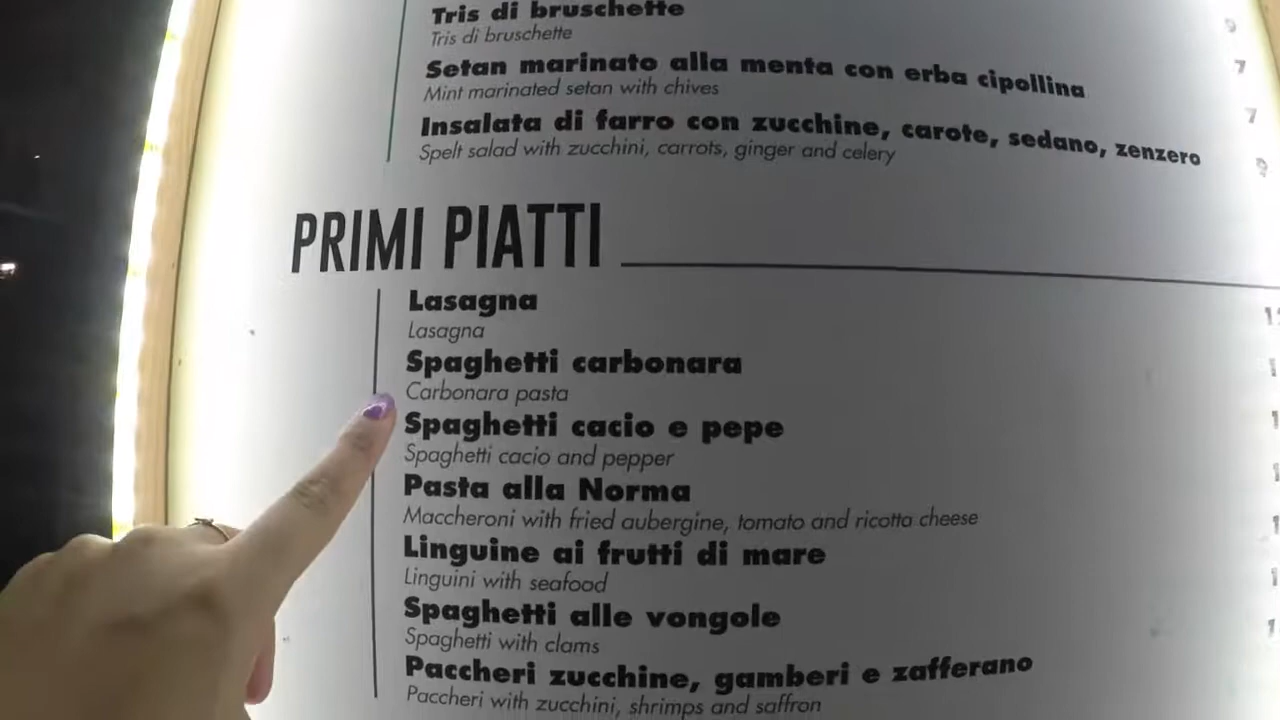 Tris di bruschette
Tris di bruschette
Setan marinato alla menta con erba cipollina 7
Mint marinated setan with chives
Insalata di farro con zucchine, carote, sedano, zenzero
Spelt salad with zucchini, carrots, ginger and celery
PRIMI PIATTI
Lasagna
Lasagna
Spaghetti carbonara
Carbonara pasta
Spaghetti cacio e pepe
Spaghetti cacio and pepper
Pasta alla Norma
Maccheroni with fried aubergine, tomato and ricotta cheese
Linguine ai frutti di mare
Linguini with seafood
Spaghetti alle vongole
Spaghetti with clams
Paccheri zucchine, gamberi e zafferano
Paccheri with zucchini, shrimps and saffron